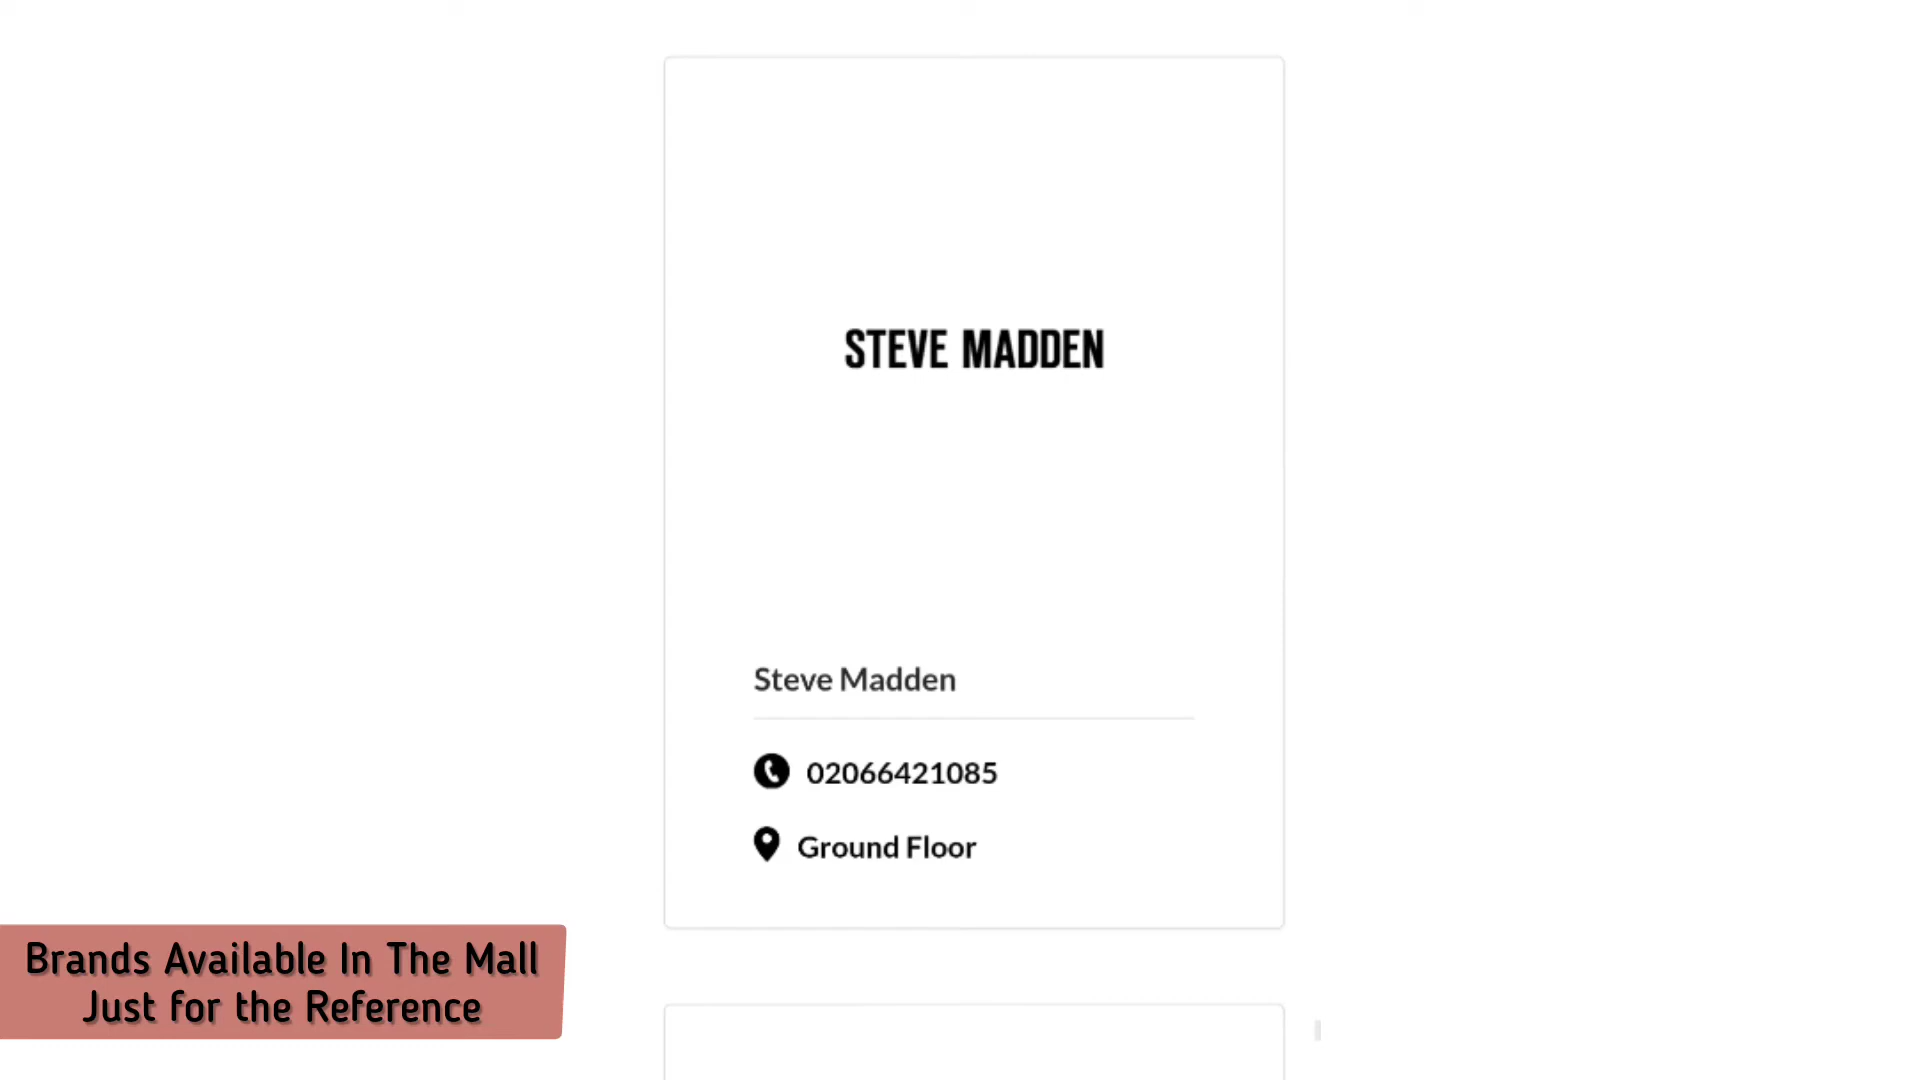 STEVE MADDEN
Steve Madden
02066421085
Ground Floor
Brands Available In The Mall
Just for the Reference